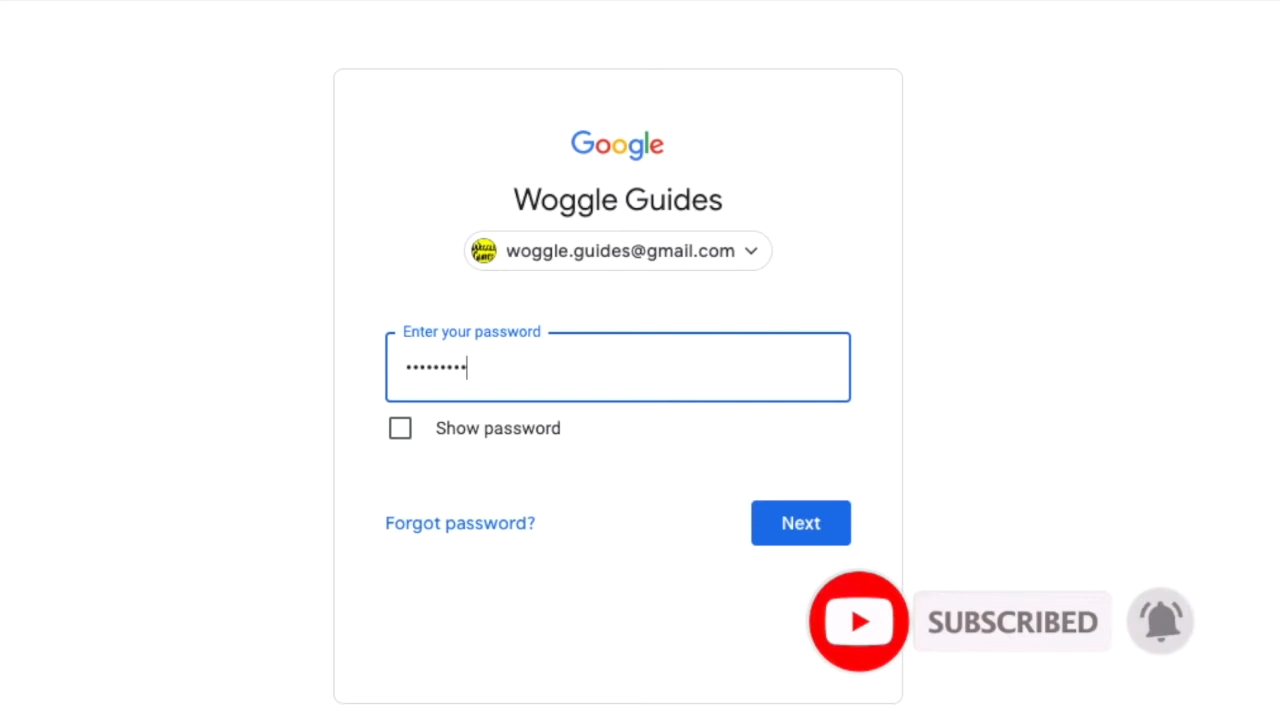 Google
Woggle Guides
woggle.guides@gmail.com
Enter your password
•••••••••
Show password
Forgot password?
Next
SUBSCRIBED